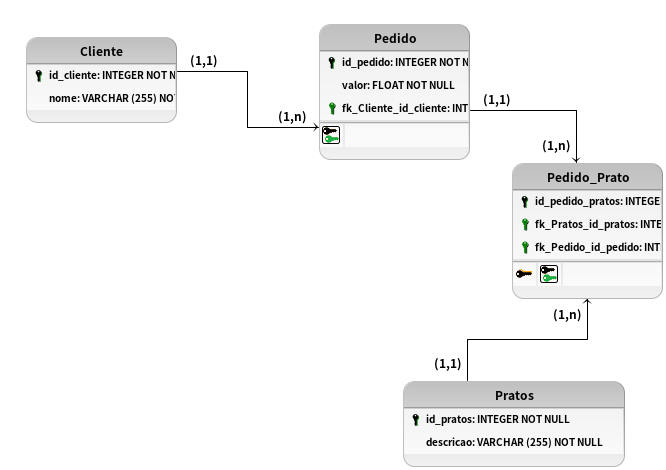 Cliente
id_cliente: INTEGER NOT N
nome: VARCHAR (255) NO
(1,1)
(1,n)
Pedido
id_pedido: INTEGER NOT N
valor: FLOAT NOT NULL
fk_Cliente_id_cliente: INT
(1,1)
(1,n)
Pedido_Prato
id_pedido_pratos: INTEGE
fk_Pratos_id_pratos: INTE
fk_Pedido_id_pedido: INT
(1,n)
(1,1)
Pratos
id_pratos: INTEGER NOT NULL
descricao: VARCHAR (255) NOT NULL